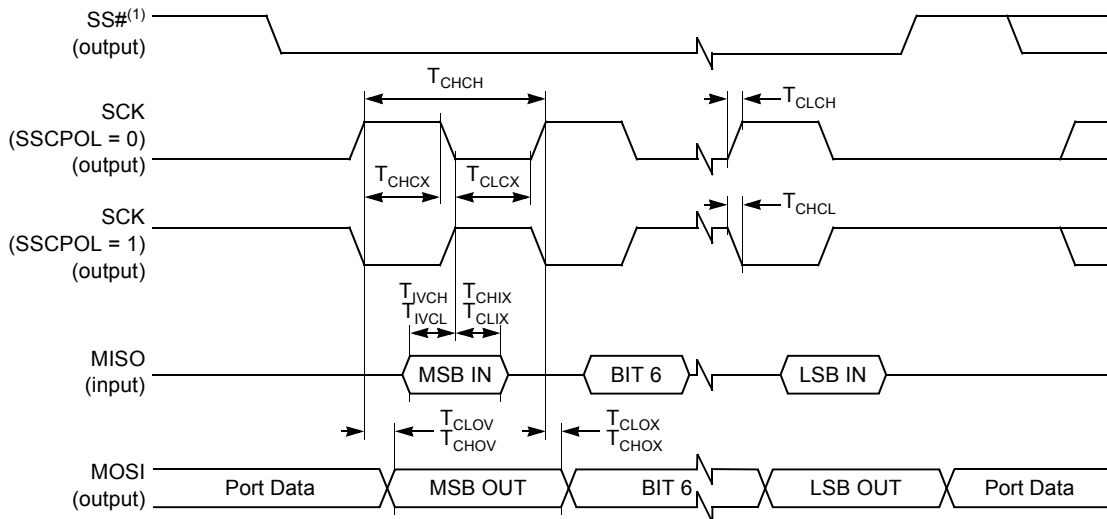 SS#(1)
(output)
TCHCH
TCLCH
SCK
(SSCPOL = 0)
(output)
TCHCX
TCLCX
SCK
(SSCPOL = 1)
(output)
TCHCL
TIVCH
TIVCL
TCHIX
TCLIX
MISO
(input)
MSB IN
BIT 6
LSB IN
TCLOV
TCHOV
TCLOX
TCHOX
MOSI
(output)
Port Data
MSB OUT
BIT 6
LSB OUT
Port Data